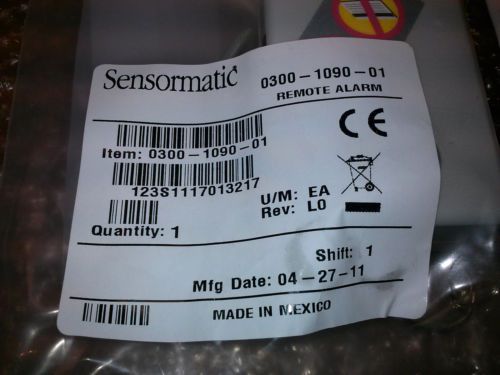 Sensormatic
0300-1090-01
REMOTE ALARM
CE
Item: 0300-1090-01
123S1117013217
U/M: EA
Rev: L0
Quantity: 1
Shift: 1
Mfg Date: 04-27-11
MADE IN MEXICO